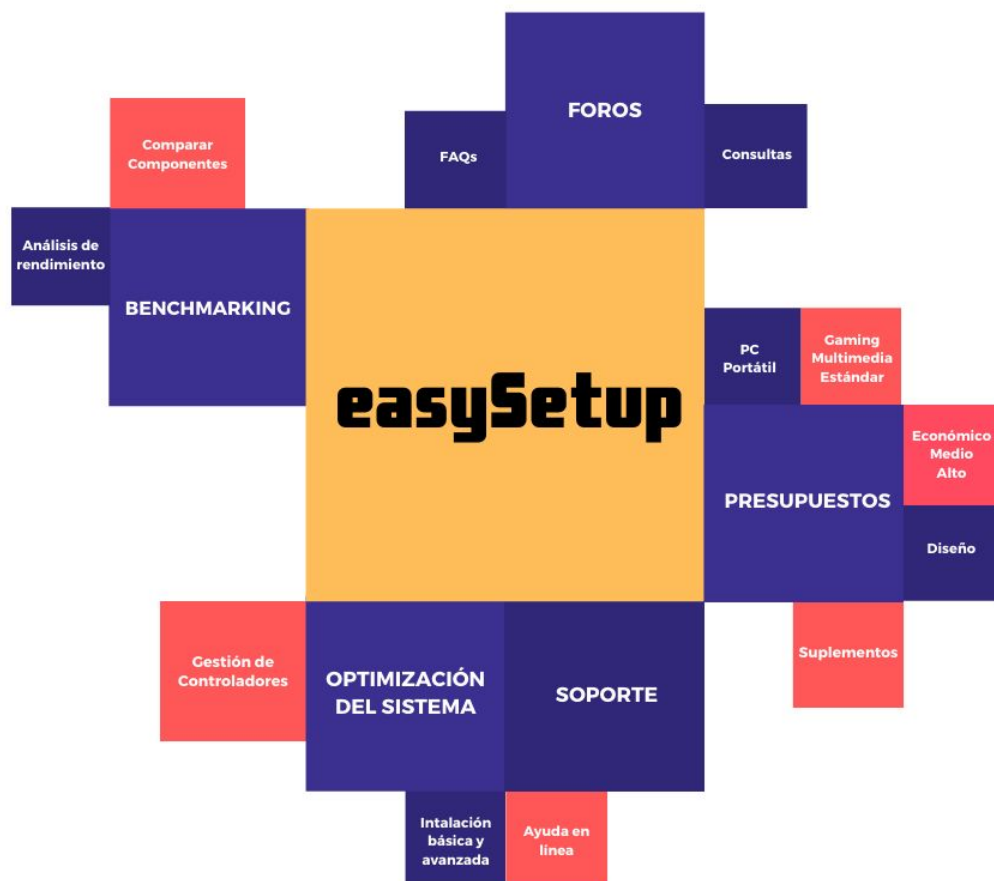 FOROS
FAQs
Consultas
Comparar
Componentes
Análisis de
rendimiento
BENCHMARKING
easySetup
PC
Portátil
Gaming
Multimedia
Estándar
PRESUPUESTOS
Económico
Medio
Alto
Diseño
Suplementos
Gestión de
Controladores
OPTIMIZACIÓN
DEL SISTEMA
SOPORTE
Intalación
básica y
avanzada
Ayuda en
línea